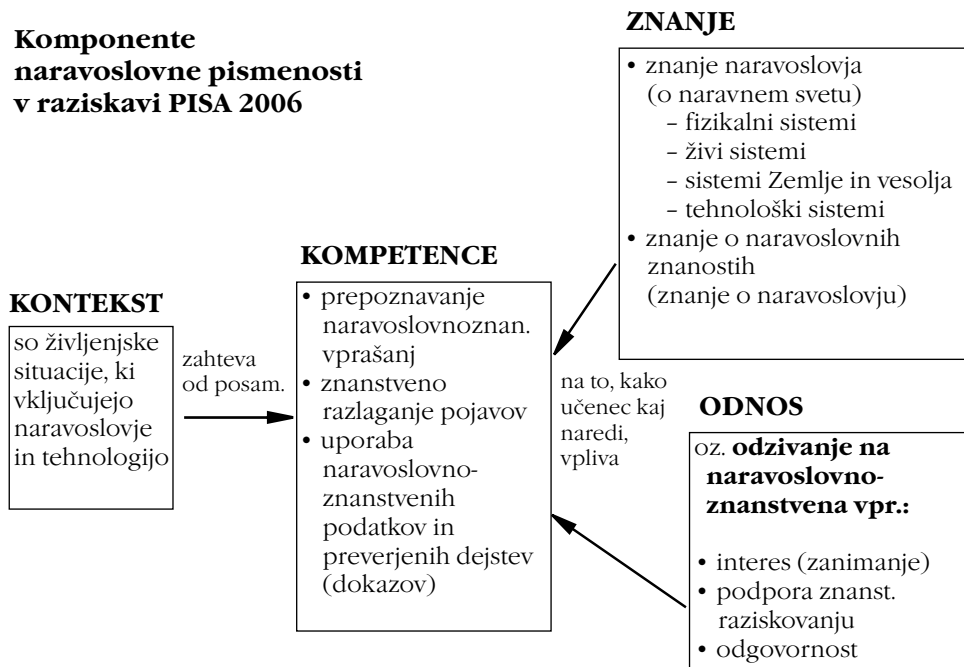 Komponente
naravoslovne pismenosti
v raziskavi PISA 2006
KONTEKST
so življenjske
situacije, ki
vključujejo
naravoslovje
in tehnologijo
zahteva
od posam.
KOMPETENCE
• prepoznavanje
naravoslovnoznan.
vprašanj
• znanstveno
razlaganje pojavov
• uporaba
naravoslovno-
znanstvenih
podatkov in
preverjenih dejstev
(dokazov)
na to, kako
učenec kaj
naredi,
vpliva
ZNANJE
• znanje naravoslovja
(o naravnem svetu)
– fizikalni sistemi
– živi sistemi
– sistemi Zemlje in vesolja
– tehnološki sistemi
• znanje o naravoslovnih
znanostih
(znanje o naravoslovju)
ODNOS
oz. odzivanje na
naravoslovno-
znanstvena vpr.:
• interes (zanimanje)
• podpora znanst.
raziskovanju
• odgovornost